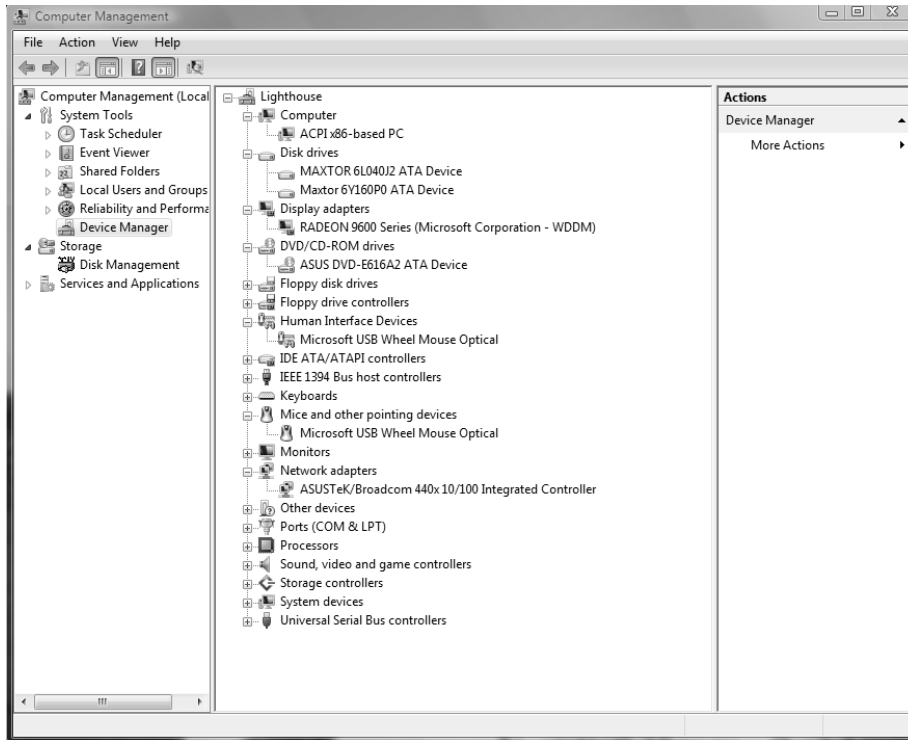 Computer Management
File Action View Help
Computer Management (Local
System Tools
Task Scheduler
Event Viewer
Shared Folders
Local Users and Groups
Reliability and Performa
Device Manager
Storage
Disk Management
Services and Applications
Lighthouse
Computer
ACPI x86-based PC
Disk drives
MAXTOR 6L040J2 ATA Device
Maxtor 6Y160P0 ATA Device
Display adapters
RADEON 9600 Series (Microsoft Corporation - WDDM)
DVD/CD-ROM drives
ASUS DVD-E616A2 ATA Device
Floppy disk drives
Floppy drive controllers
Human Interface Devices
Microsoft USB Wheel Mouse Optical
IDE ATA/ATAPI controllers
IEEE 1394 Bus host controllers
Keyboards
Mice and other pointing devices
Microsoft USB Wheel Mouse Optical
Monitors
Network adapters
ASUSTeK/Broadcom 440x 10/100 Integrated Controller
Other devices
Ports (COM & LPT)
Processors
Sound, video and game controllers
Storage controllers
System devices
Universal Serial Bus controllers
Actions
Device Manager
More Actions